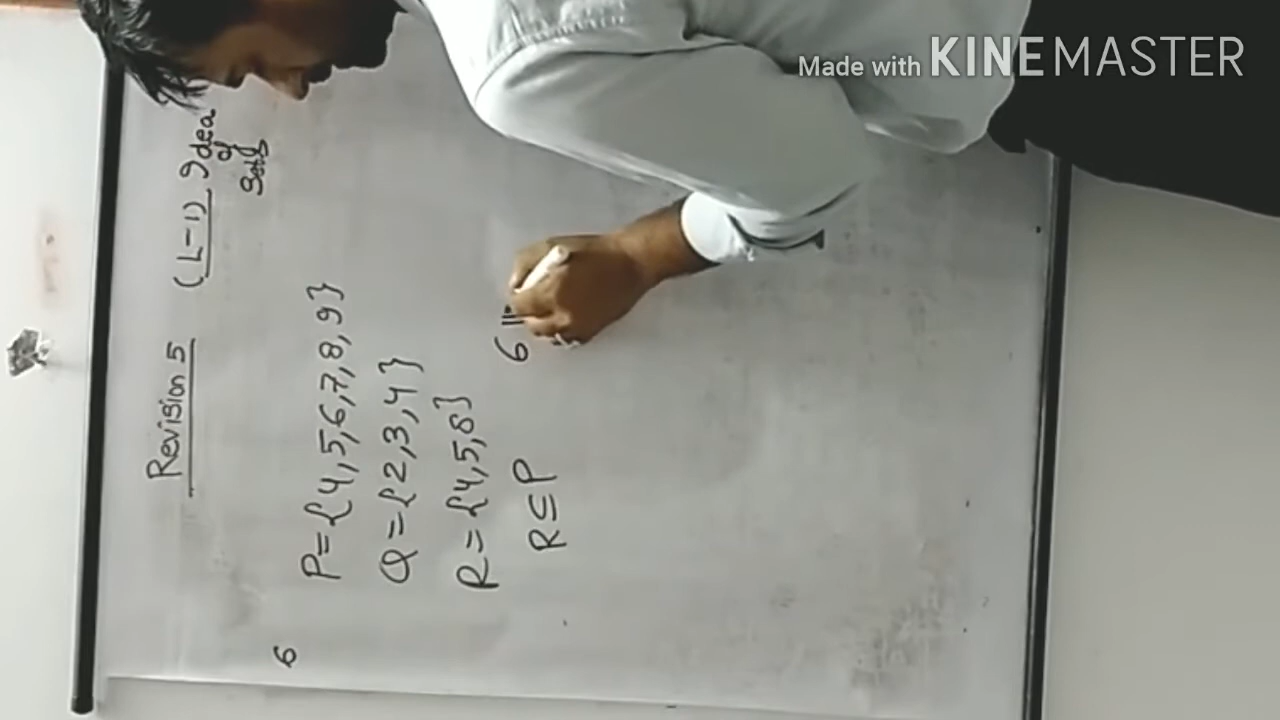 Made with KINEMASTER
Revision 5 (L-1) Idea
of
Sets
6 P={4,5,6,7,8,9}
Q={2,3,4}
R={4,5,8}
R⊆P 6